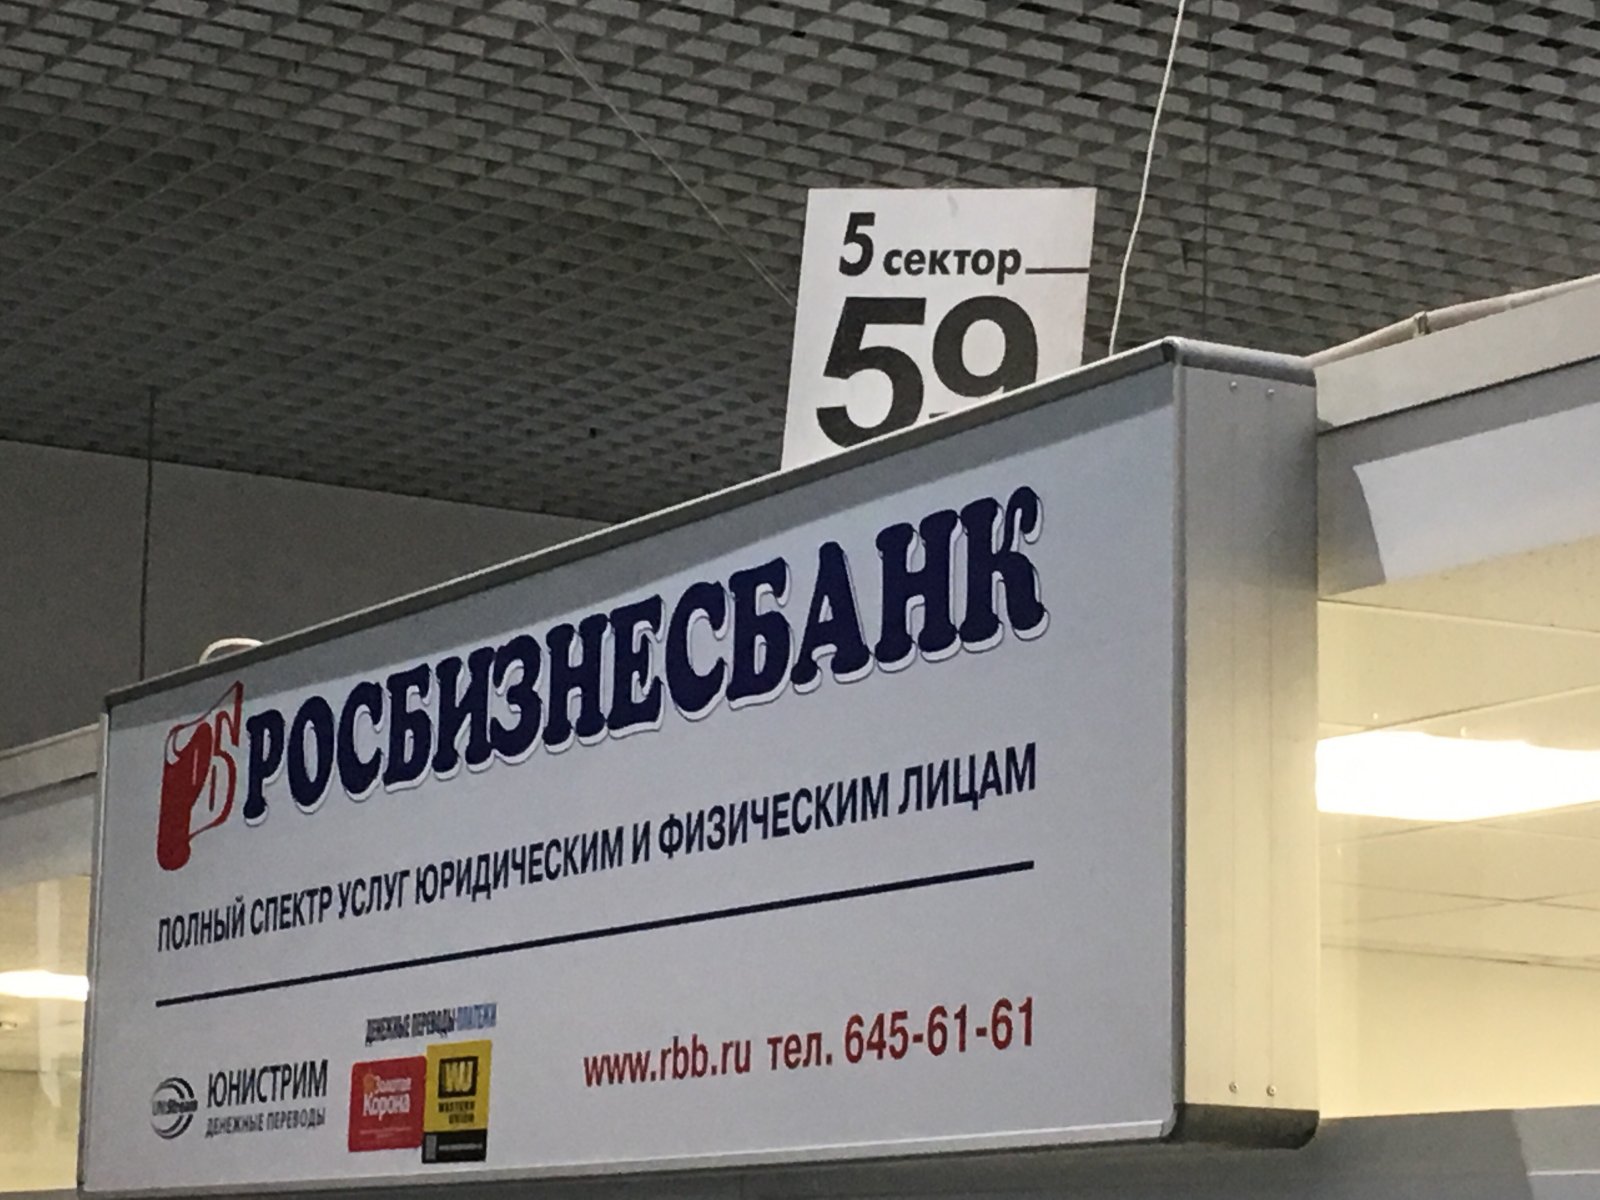 5 сектор
59
РОСБИЗНЕСБАНК
ПОЛНЫЙ СПЕКТР УСЛУГ ЮРИДИЧЕСКИМ И ФИЗИЧЕСКИМ ЛИЦАМ
ДЕНЕЖНЫЕ ПЕРЕВОДЫ-ПЛАТЕЖИ
UNIStream
ЮНИСТРИМ
ДЕНЕЖНЫЕ ПЕРЕВОДЫ
Золотая
Корона
WU
WESTERN
UNION
www.rbb.ru тел. 645-61-61